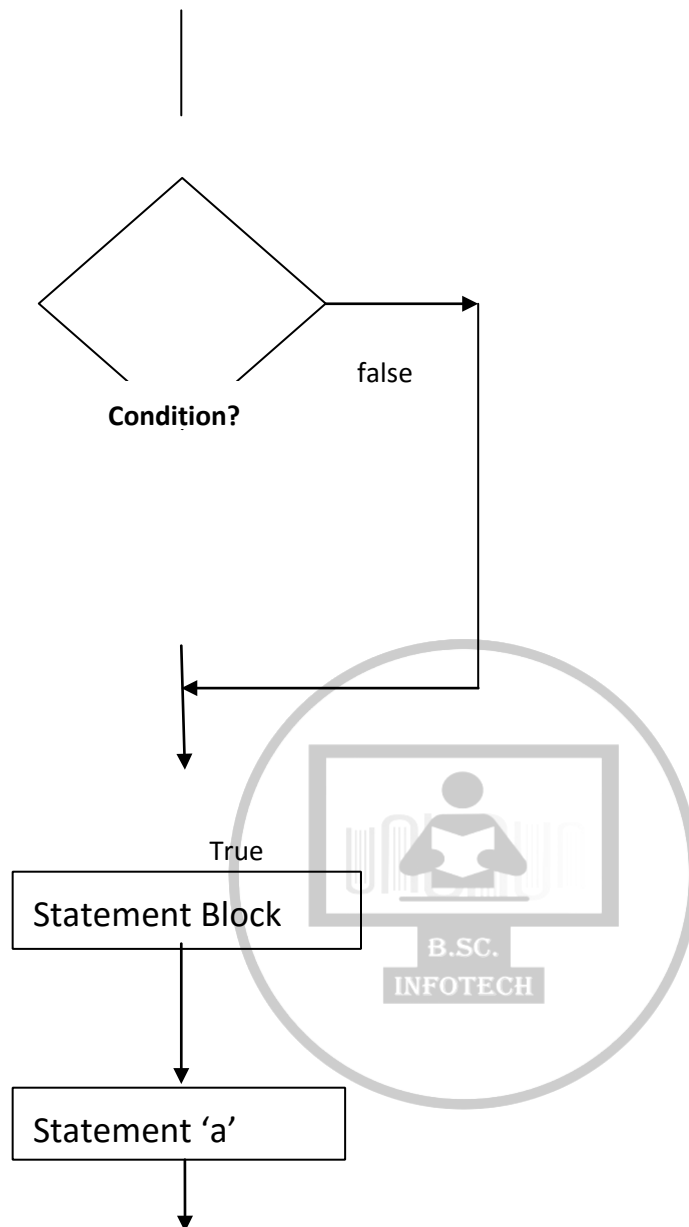 false
Condition?
True
Statement Block
B.SC.
INFOTECH
Statement ‘a’